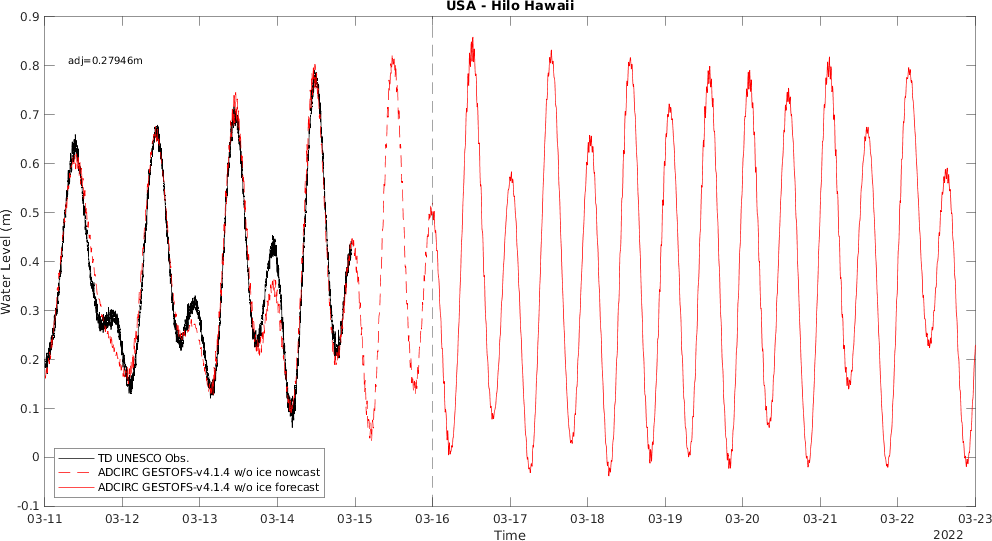 USA - Hilo Hawaii
adj=0.27946m
Water Level (m)
0.9
0.8
0.7
0.6
0.5
0.4
0.3
0.2
0.1
0
-0.1
TD UNESCO Obs.
ADCIRC GESTOFS-v4.1.4 w/o ice nowcast
ADCIRC GESTOFS-v4.1.4 w/o ice forecast
03-11 03-12 03-13 03-14 03-15 03-16 03-17 03-18 03-19 03-20 03-21 03-22 03-23
Time
2022